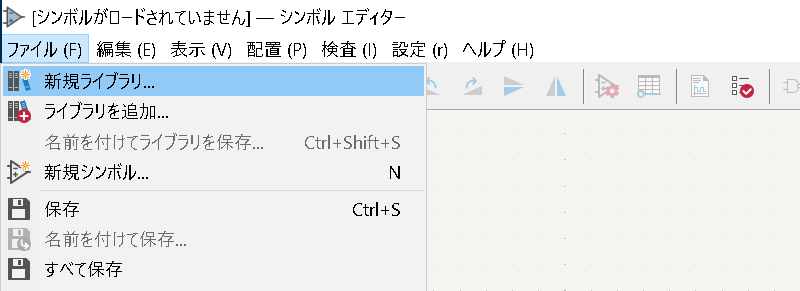 [シンボルがロードされていません] — シンボル エディター
ファイル (F) 編集 (E) 表示 (V) 配置 (P) 検査 (I) 設定 (r) ヘルプ (H)
新規ライブラリ...
ライブラリを追加...
名前を付けてライブラリを保存... Ctrl+Shift+S
新規シンボル... N
保存 Ctrl+S
名前を付けて保存...
すべて保存